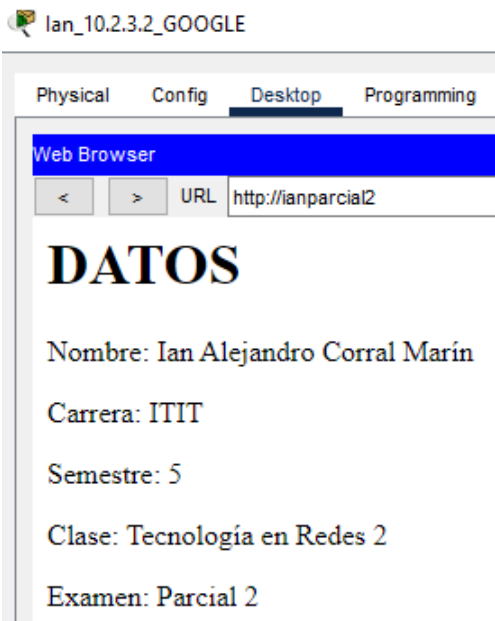 Ian_10.2.3.2_GOOGLE
Physical Config Desktop Programming
Web Browser
< > URL http://ianparcial2
DATOS
Nombre: Ian Alejandro Corral Marín
Carrera: ITIT
Semestre: 5
Clase: Tecnología en Redes 2
Examen: Parcial 2